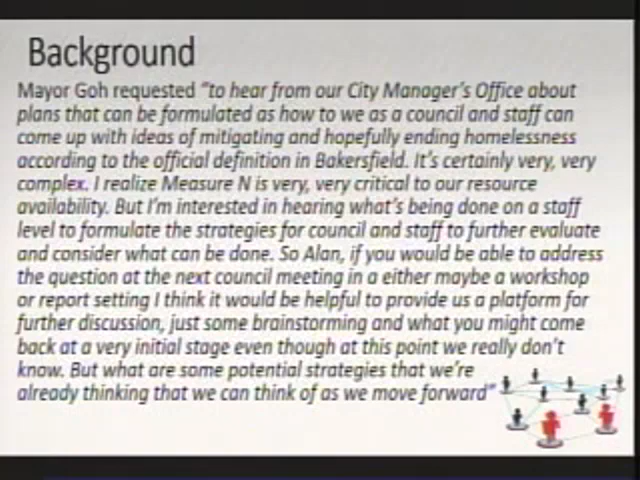 Background
Mayor Goh requested “to hear from our City Manager’s Office about
plans that can be formulated as how to we as a council and staff can
come up with ideas of mitigating and hopefully ending homelessness
according to the official definition in Bakersfield. It’s certainly very, very
complex. I realize Measure N is very, very critical to our resource
availability. But I’m interested in hearing what’s being done on a staff
level to formulate the strategies for council and staff to further evaluate
and consider what can be done. So Alan, if you would be able to address
the question at the next council meeting in a either maybe a workshop
or report setting I think it would be helpful to provide us a platform for
further discussion, just some brainstorming and what you might come
back at a very initial stage even though at this point we really don’t
know. But what are some potential strategies that we’re
already thinking that we can think of as we move forward”